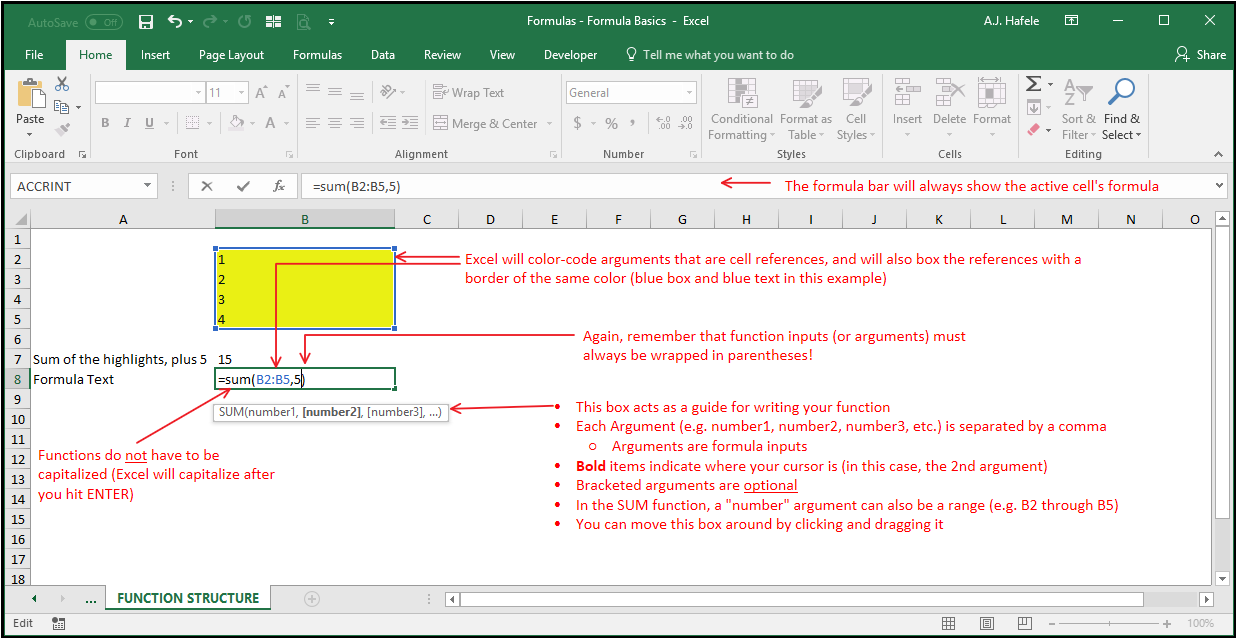 AutoSave Off Formulas - Formula Basics - Excel A.J. Hafele
File Home Insert Page Layout Formulas Data Review View Developer Tell me what you want to do Share
Paste
11 A A
Wrap Text
General
Conditional Formatting
Format as Table
Cell Styles
Insert Delete Format
Sort & Filter
Find & Select
B I U A
Merge & Center
$ % ,
Clipboard Font Alignment Number Styles Cells Editing
ACCRINT fx =sum(B2:B5,5) The formula bar will always show the active cell's formula
A B C D E F G H I J K L M N O
1
2 1
3 2
4 3
5 4
Excel will color-code arguments that are cell references, and will also box the references with a
border of the same color (blue box and blue text in this example)
6
Again, remember that function inputs (or arguments) must
always be wrapped in parentheses!
7 Sum of the highlights, plus 5 15
8 Formula Text =sum(B2:B5,5)
9
SUM(number1, [number2], [number3], ...)
• This box acts as a guide for writing your function
• Each Argument (e.g. number1, number2, number3, etc.) is separated by a comma
o Arguments are formula inputs
• Bold items indicate where your cursor is (in this case, the 2nd argument)
• Bracketed arguments are optional
• In the SUM function, a "number" argument can also be a range (e.g. B2 through B5)
• You can move this box around by clicking and dragging it
Functions do not have to be
capitalized (Excel will capitalize after
you hit ENTER)
10
11
12
13
14
15
16
17
18
... FUNCTION STRUCTURE
Edit 100%